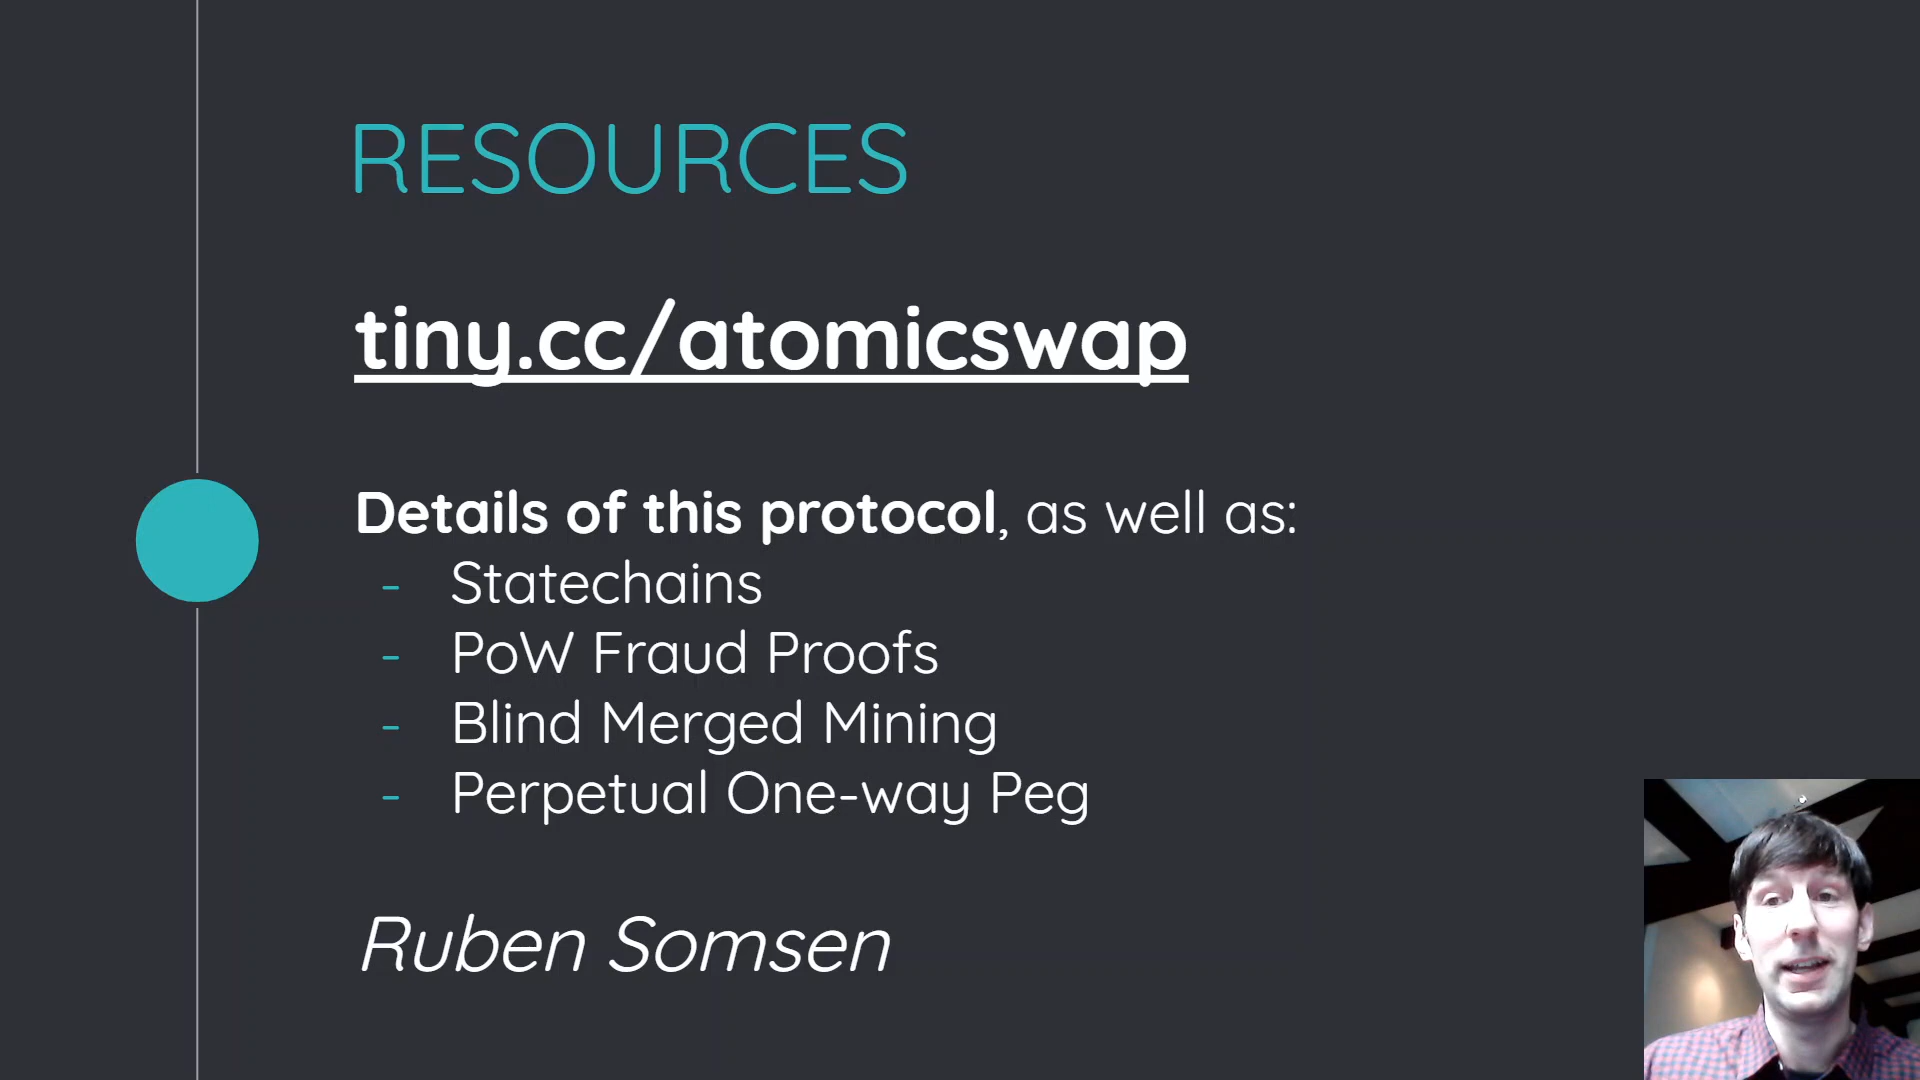 RESOURCES
tiny.cc/atomicswap
Details of this protocol, as well as:
- Statechains
- PoW Fraud Proofs
- Blind Merged Mining
- Perpetual One-way Peg
Ruben Somsen